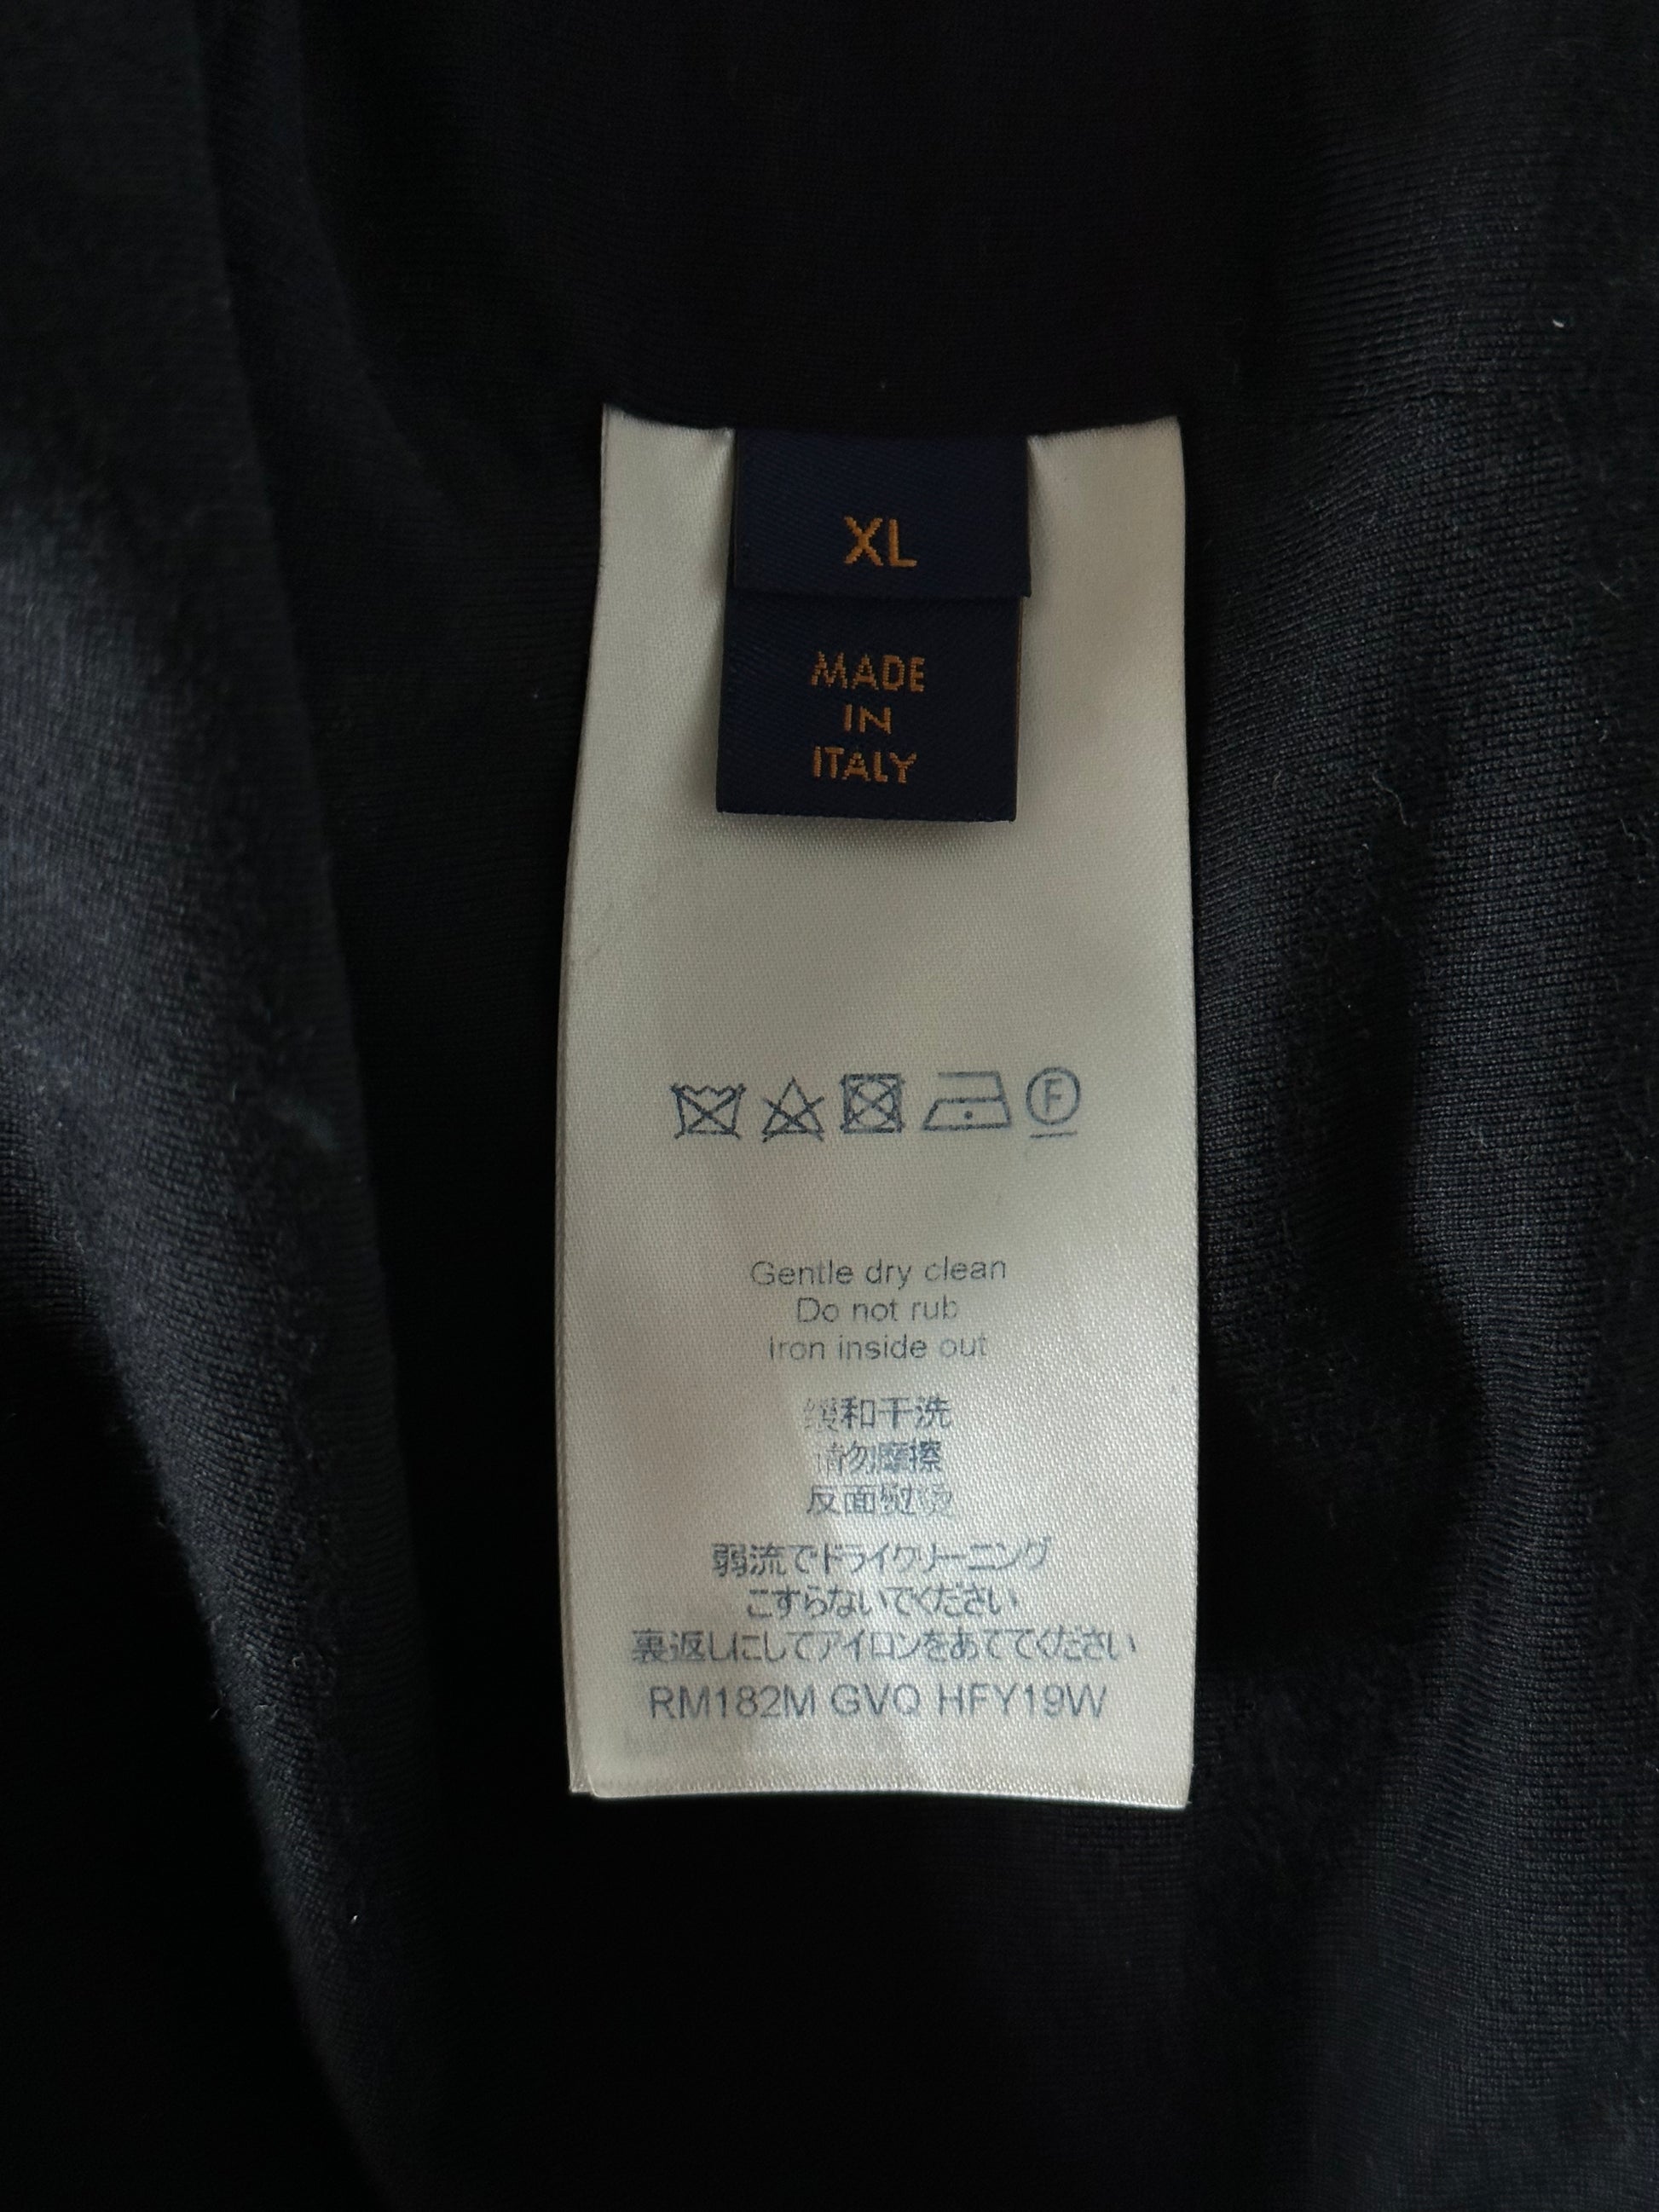 XL
MADE
IN
ITALY
F
Gentle dry clean
Do not rub
Iron inside out
缓和干洗
请勿摩擦
反面熨烫
弱流でドライクリーニング
こすらないでください
裏返しにしてアイロンをあててください
RM182M GVQ HFY19W